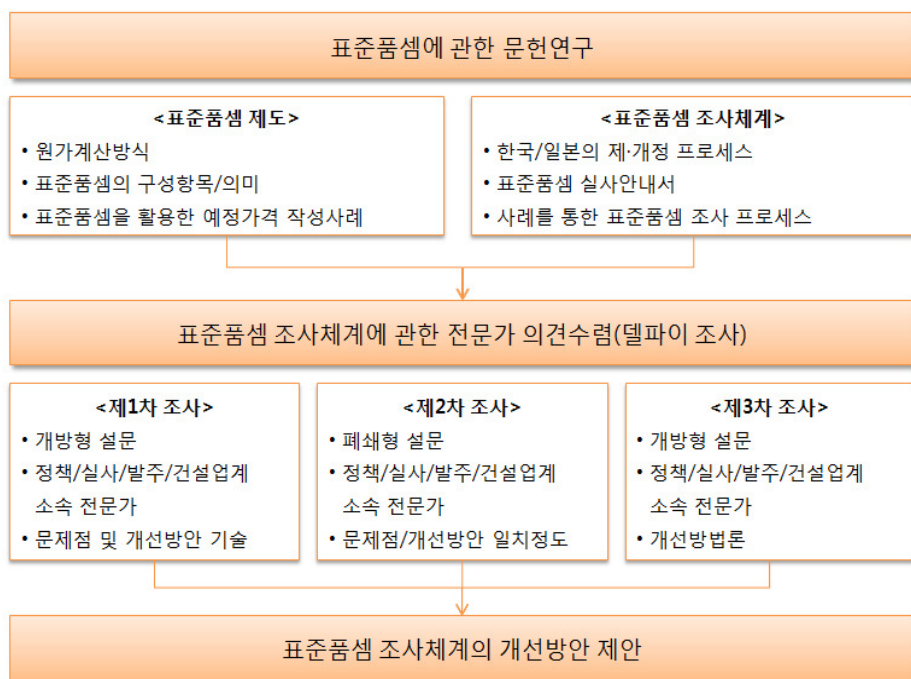 표준품셈에 관한 문헌연구
<표준품셈 제도>
• 원가계산방식
• 표준품셈의 구성항목/의미
• 표준품셈을 활용한 예정가격 작성사례
<표준품셈 조사체계>
• 한국/일본의 제·개정 프로세스
• 표준품셈 실사안내서
• 사례를 통한 표준품셈 조사 프로세스
표준품셈 조사체계에 관한 전문가 의견수렴(델파이 조사)
<제1차 조사>
• 개방형 설문
• 정책/실사/발주/건설업계
소속 전문가
• 문제점 및 개선방안 기술
<제2차 조사>
• 폐쇄형 설문
• 정책/실사/발주/건설업계
소속 전문가
• 문제점/개선방안 일치정도
<제3차 조사>
• 개방형 설문
• 정책/실사/발주/건설업계
소속 전문가
• 개선방법론
표준품셈 조사체계의 개선방안 제안